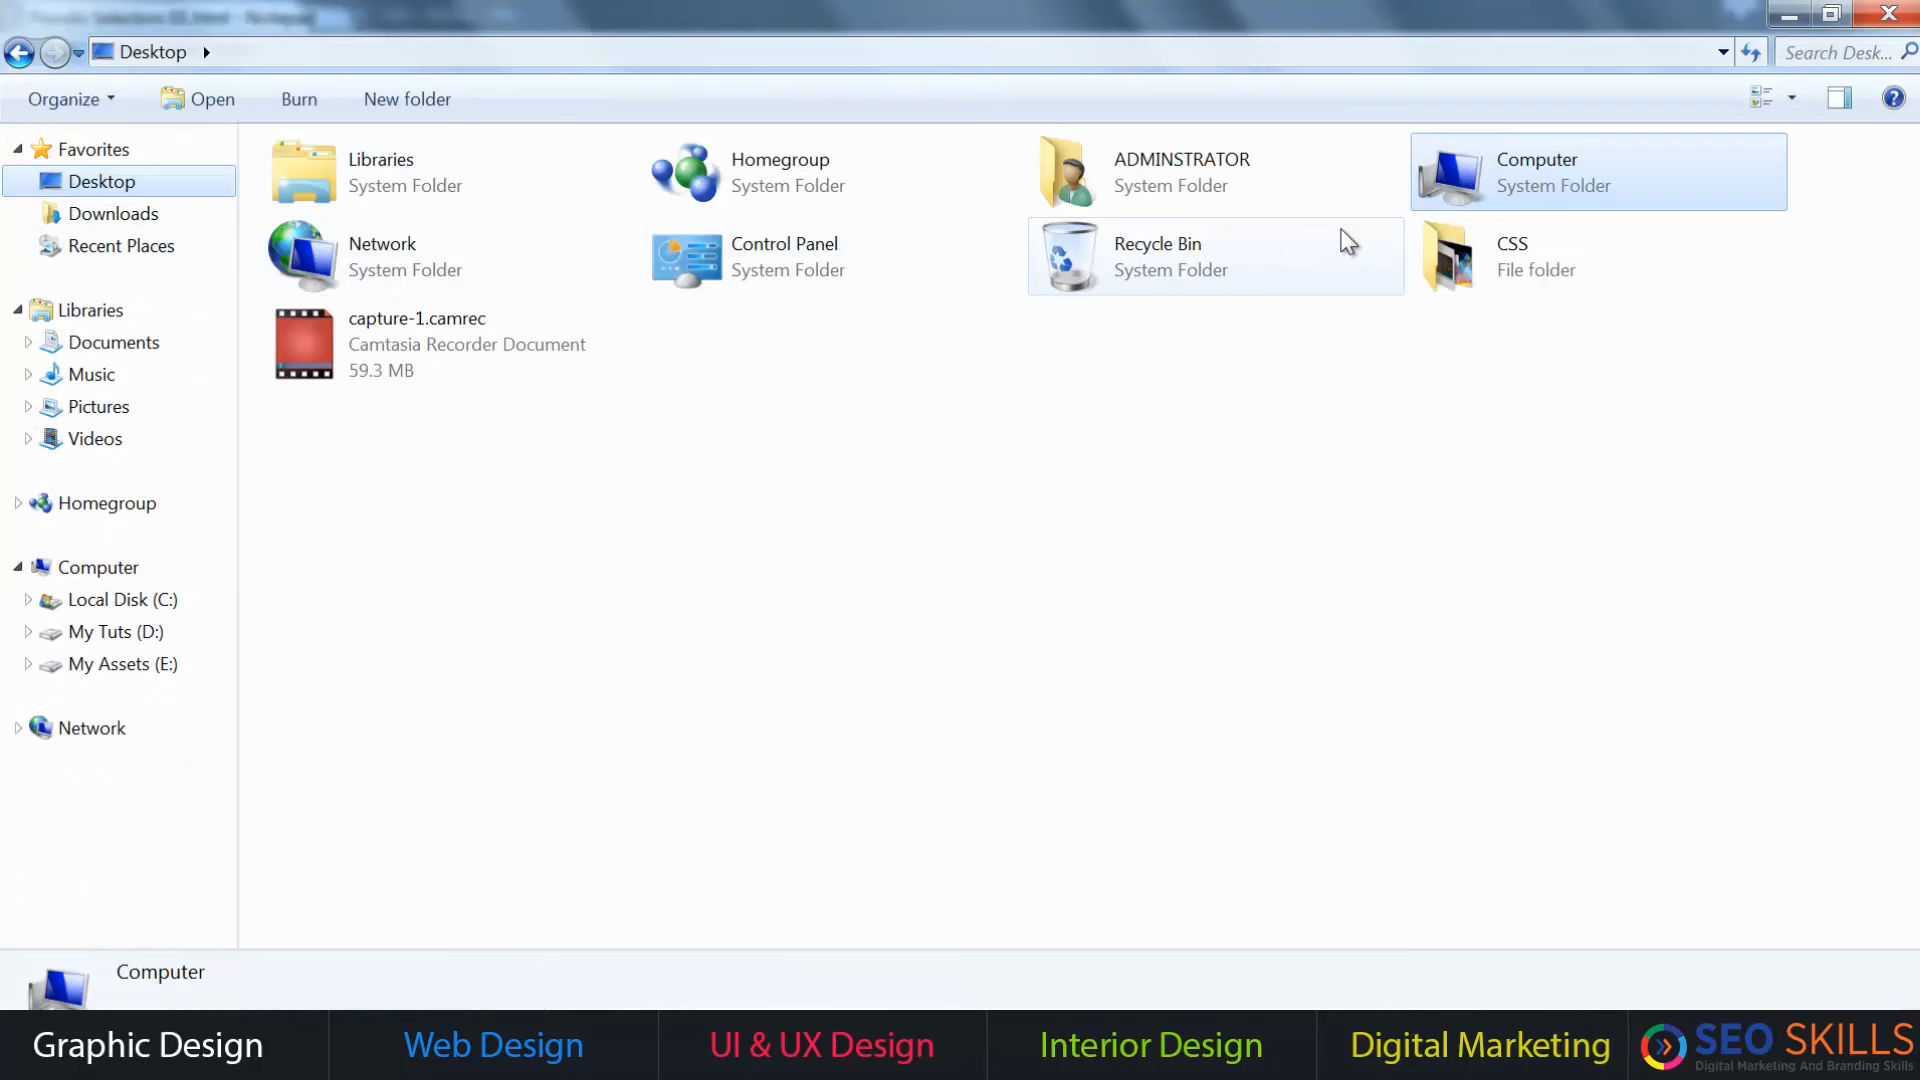 Desktop
Search Desk...
Organize
Open
Burn
New folder
Favorites
Desktop
Downloads
Recent Places
Libraries
Documents
Music
Pictures
Videos
Homegroup
Computer
Local Disk (C:)
My Tuts (D:)
My Assets (E:)
Network
Libraries
System Folder
Homegroup
System Folder
ADMINSTRATOR
System Folder
Computer
System Folder
Network
System Folder
Control Panel
System Folder
Recycle Bin
System Folder
CSS
File folder
capture-1.camrec
Camtasia Recorder Document
59.3 MB
Computer
Graphic Design
Web Design
UI & UX Design
Interior Design
Digital Marketing
SEO SKILLS
Digital Marketing And Branding Skills